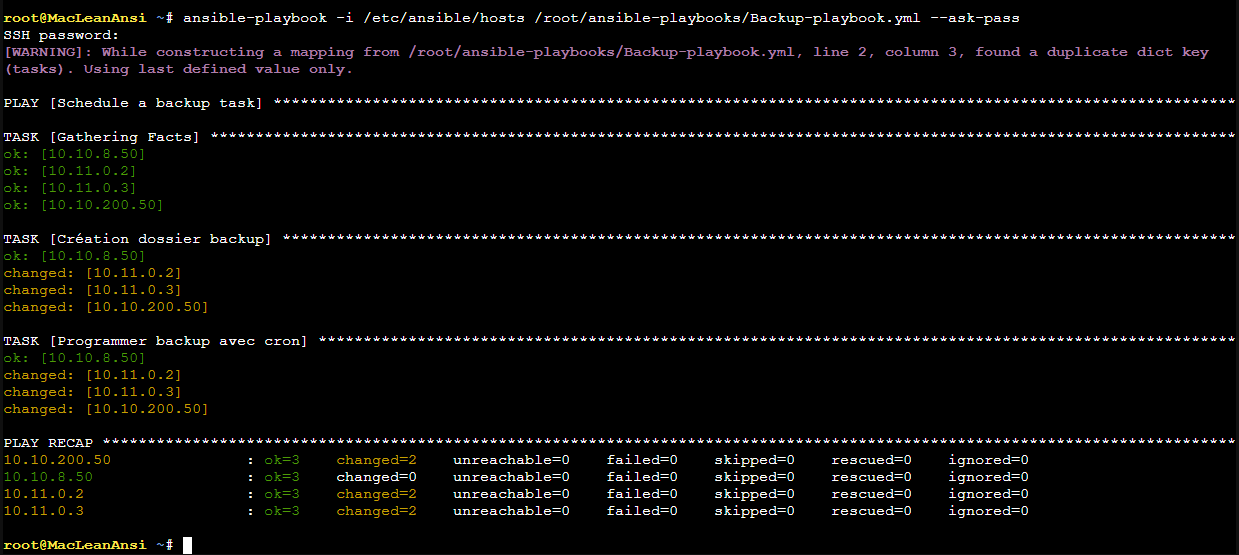 root@MacLeanAnsi ~# ansible-playbook -i /etc/ansible/hosts /root/ansible-playbooks/Backup-playbook.yml --ask-pass
SSH password:
[WARNING]: While constructing a mapping from /root/ansible-playbooks/Backup-playbook.yml, line 2, column 3, found a duplicate dict key
(tasks). Using last defined value only.
PLAY [Schedule a backup task] ***********************************************************************************************************
TASK [Gathering Facts] ******************************************************************************************************************
ok: [10.10.8.50]
ok: [10.11.0.2]
ok: [10.11.0.3]
ok: [10.10.200.50]
TASK [Création dossier backup] **********************************************************************************************************
ok: [10.10.8.50]
changed: [10.11.0.2]
changed: [10.11.0.3]
changed: [10.10.200.50]
TASK [Programmer backup avec cron] ******************************************************************************************************
ok: [10.10.8.50]
changed: [10.11.0.2]
changed: [10.11.0.3]
changed: [10.10.200.50]
PLAY RECAP ******************************************************************************************************************************
10.10.200.50               : ok=3    changed=2    unreachable=0    failed=0    skipped=0    rescued=0    ignored=0
10.10.8.50                 : ok=3    changed=0    unreachable=0    failed=0    skipped=0    rescued=0    ignored=0
10.11.0.2                  : ok=3    changed=2    unreachable=0    failed=0    skipped=0    rescued=0    ignored=0
10.11.0.3                  : ok=3    changed=2    unreachable=0    failed=0    skipped=0    rescued=0    ignored=0
root@MacLeanAnsi ~#